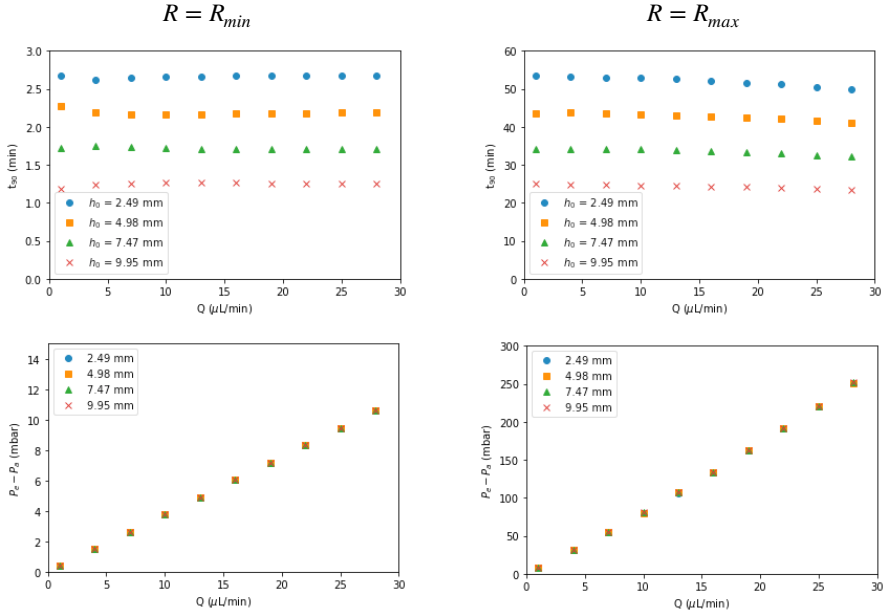 R = R_min
R = R_max
3.0
2.5
2.0
1.5
1.0
0.5
0.0
t_90 (min)
h_0 = 2.49 mm
h_0 = 4.98 mm
h_0 = 7.47 mm
h_0 = 9.95 mm
0 5 10 15 20 25 30
Q (μL/min)
60
50
40
30
20
10
0
t_90 (min)
h_0 = 2.49 mm
h_0 = 4.98 mm
h_0 = 7.47 mm
h_0 = 9.95 mm
0 5 10 15 20 25 30
Q (μL/min)
14
12
10
8
6
4
2
0
P_e − P_a (mbar)
2.49 mm
4.98 mm
7.47 mm
9.95 mm
0 5 10 15 20 25 30
Q (μL/min)
300
250
200
150
100
50
0
P_e − P_a (mbar)
2.49 mm
4.98 mm
7.47 mm
9.95 mm
0 5 10 15 20 25 30
Q (μL/min)